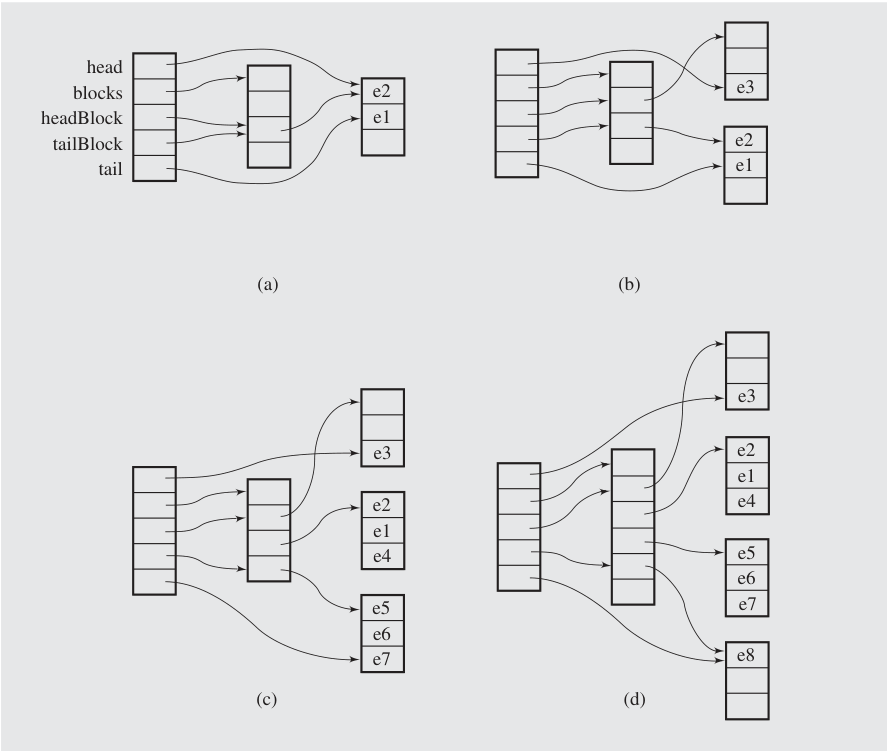 head
blocks
headBlock
tailBlock
tail
e2
e1
(a)
e3
e2
e1
(b)
e3
e2
e1
e4
e5
e6
e7
(c)
e3
e2
e1
e4
e5
e6
e7
e8
(d)